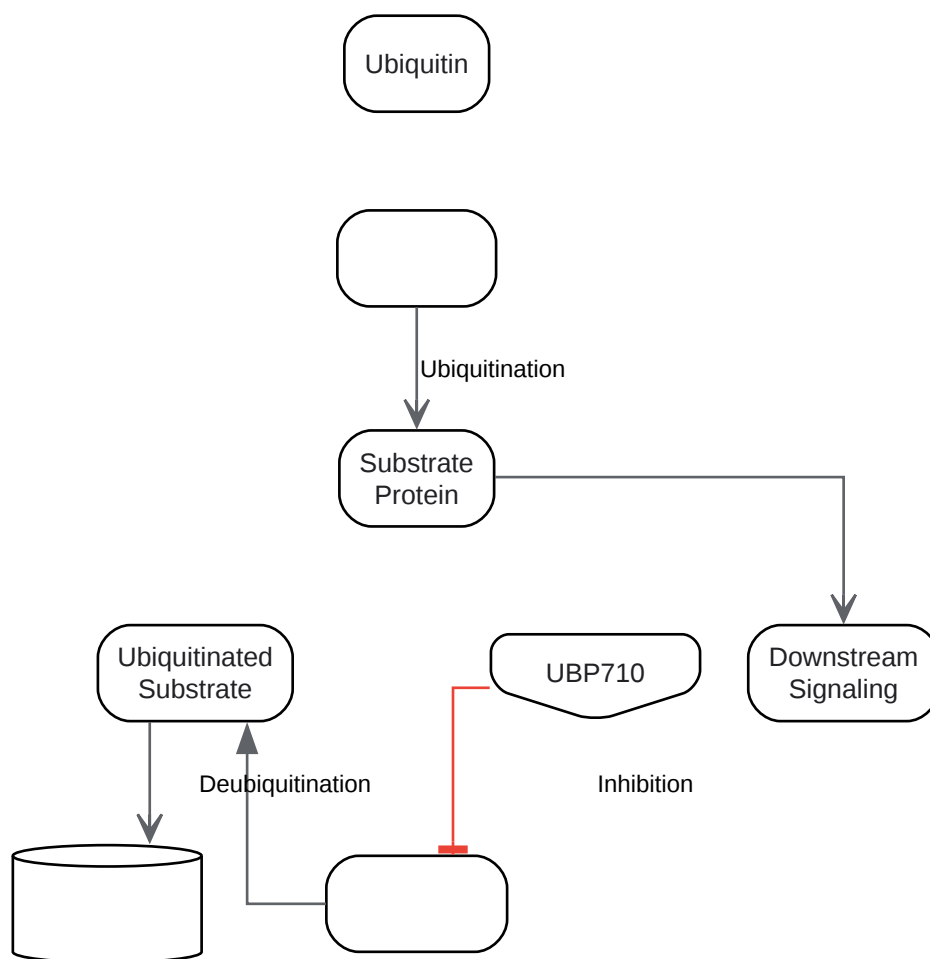 Ubiquitin
Ubiquitination
Substrate
Protein
Ubiquitinated
Substrate
UBP710
Downstream
Signaling
Deubiquitination
Inhibition